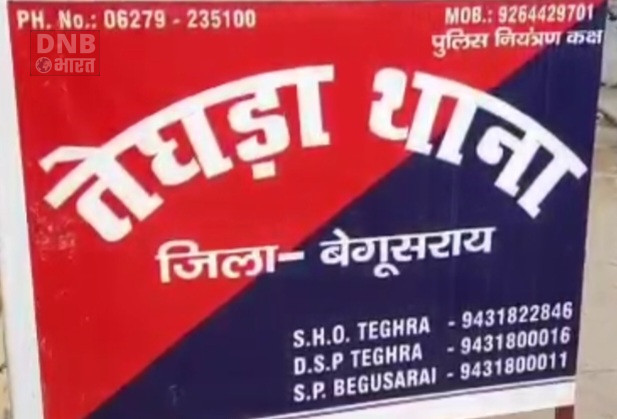 PH. No.: 06279 - 235100
MOB.: 9264429701
पुलिस नियंत्रण कक्ष
DNB
भारत
तेघड़ा थाना
जिला- बेगूसराय
S.H.O. TEGHRA - 9431822846
D.S.P TEGHRA - 9431800016
S.P. BEGUSARAI - 9431800011